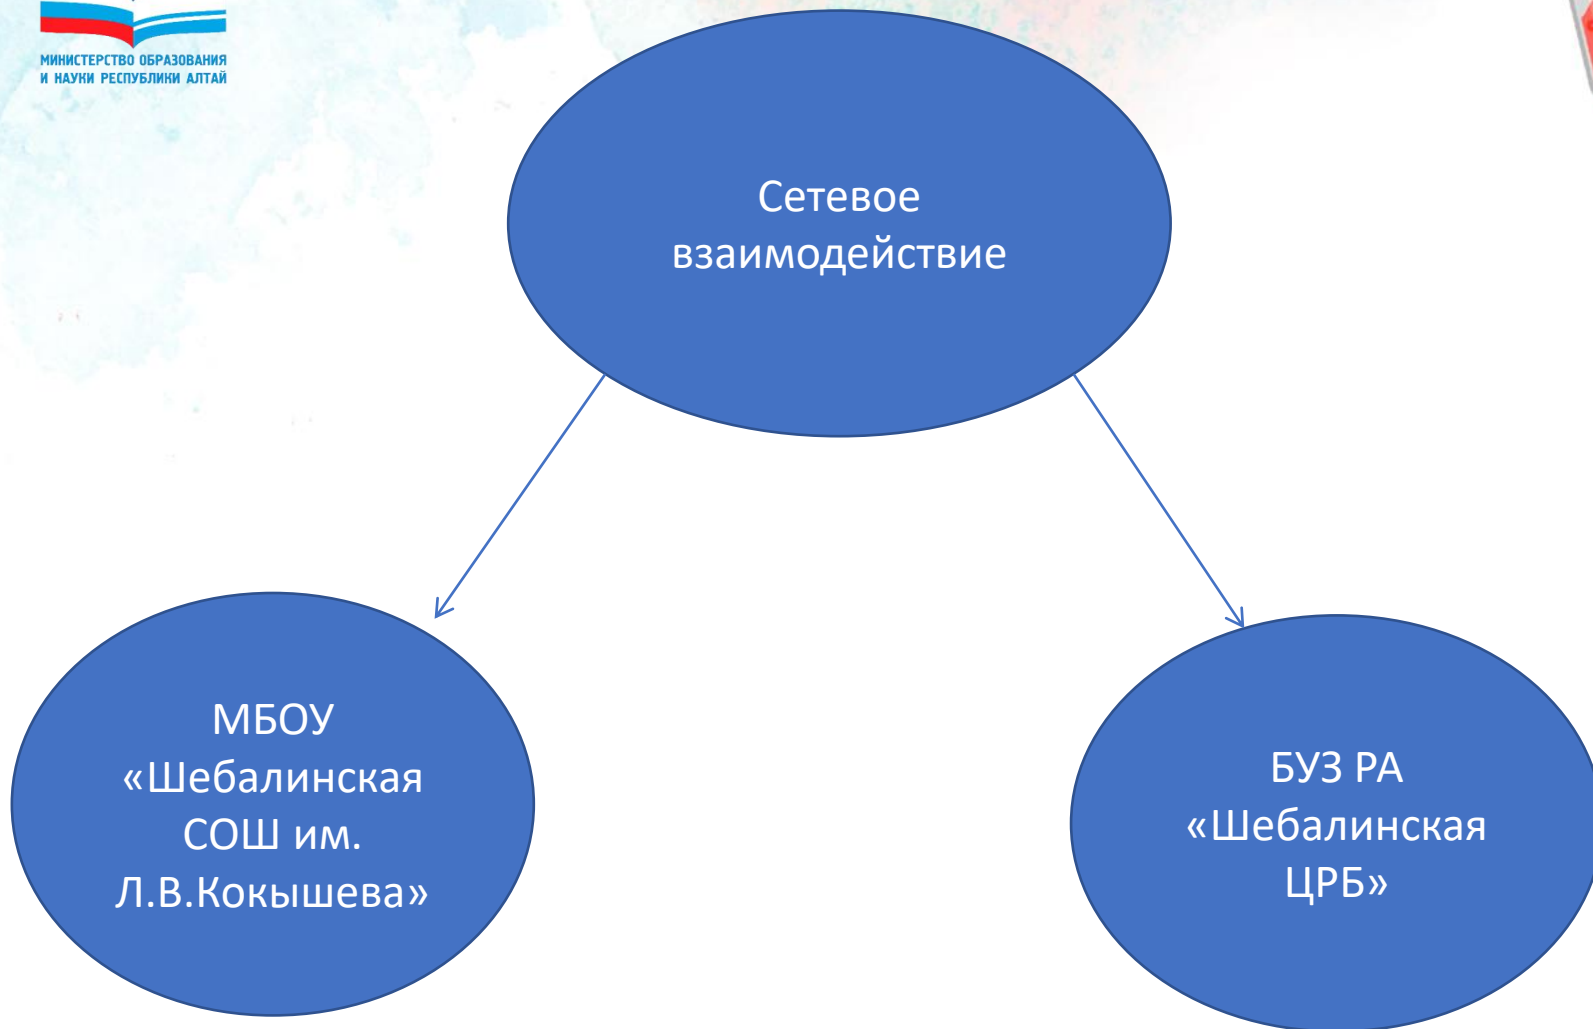 МИНИСТЕРСТВО ОБРАЗОВАНИЯ
И НАУКИ РЕСПУБЛИКИ АЛТАЙ
Сетевое
взаимодействие
МБОУ
«Шебалинская
СОШ им.
Л.В.Кокышева»
БУЗ РА
«Шебалинская
ЦРБ»